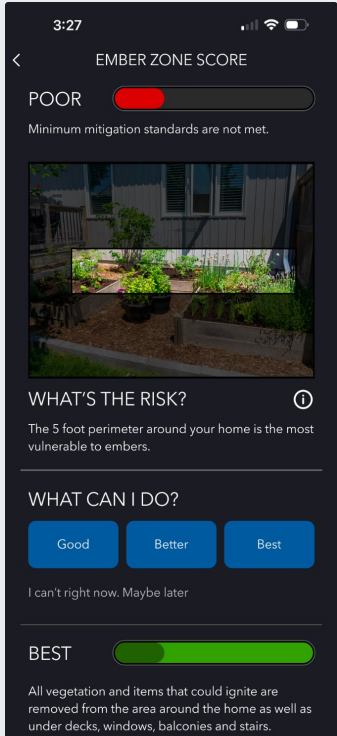 3:27
EMBER ZONE SCORE
POOR
Minimum mitigation standards are not met.
WHAT'S THE RISK?
The 5 foot perimeter around your home is the most
vulnerable to embers.
WHAT CAN I DO?
Good Better Best
I can't right now. Maybe later
BEST
All vegetation and items that could ignite are
removed from the area around the home as well as
under decks, windows, balconies and stairs.